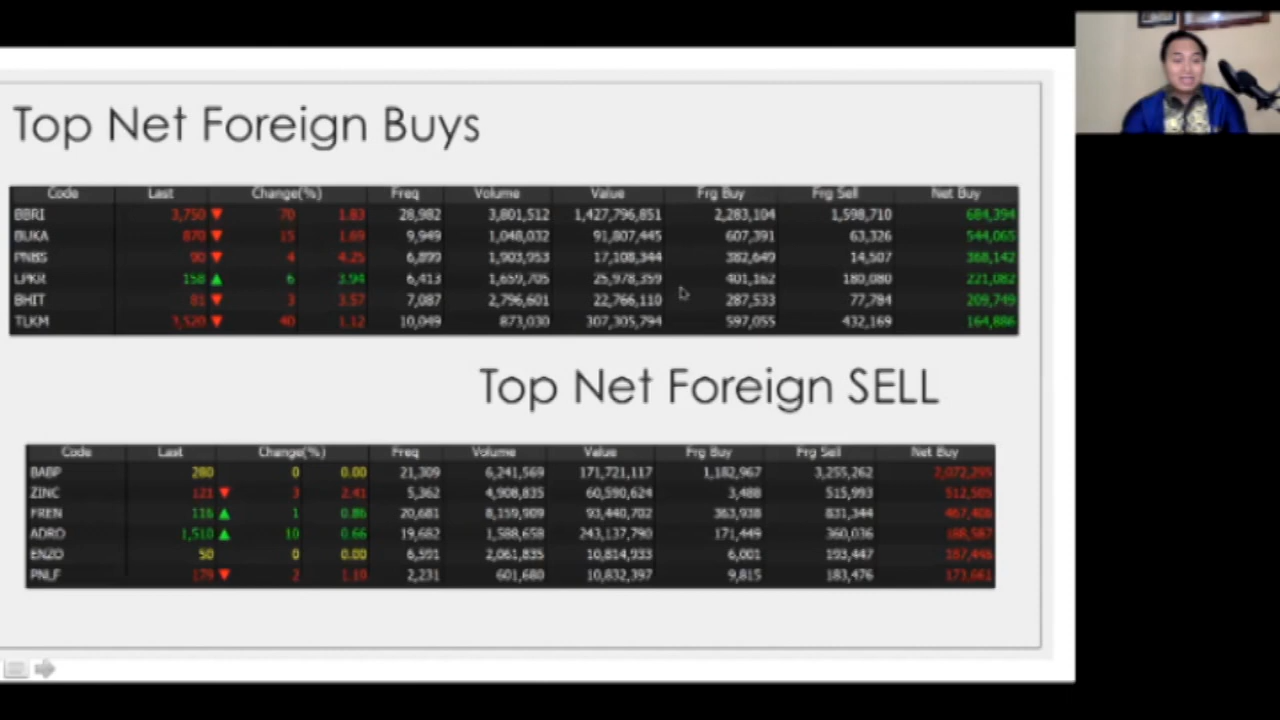 Top Net Foreign Buys
Code Last Change(%) Freq Volume Value Frg Buy Frg Sell Net Buy
BBRI 3,750 ▼ 70 1.83 28,982 3,801,512 1,427,796,851 2,283,104 1,598,710 684,394
BUKA 870 ▼ 15 1.69 9,949 1,048,032 91,807,445 607,391 63,326 544,065
PNBS 90 ▼ 4 4.25 6,899 1,903,953 17,108,344 382,649 14,507 368,142
LPKR 158 ▲ 6 3.94 6,413 1,659,705 25,978,359 401,162 180,080 221,082
BHIT 81 ▼ 3 3.57 7,087 2,796,601 22,766,110 287,533 77,784 209,749
TLKM 3,520 ▼ 40 1.12 10,049 873,030 307,305,794 597,055 432,169 164,886
Top Net Foreign SELL
Code Last Change(%) Freq Volume Value Frg Buy Frg Sell Net Buy
BABP 280 0 0.00 21,309 6,241,569 171,721,117 1,182,967 3,255,262 2,072,295
ZINC 121 ▼ 3 2.41 5,362 4,908,835 60,590,624 3,488 515,993 512,505
FREN 116 ▲ 1 0.86 20,681 8,159,909 93,440,702 363,938 831,344 467,406
ADRO 1,510 ▲ 10 0.66 19,682 1,588,658 243,137,790 171,449 360,036 188,587
ENZO 50 0 0.00 6,591 2,061,835 10,814,933 6,001 193,447 187,446
PNLF 179 ▼ 2 1.10 2,231 601,680 10,832,397 9,815 183,476 173,661